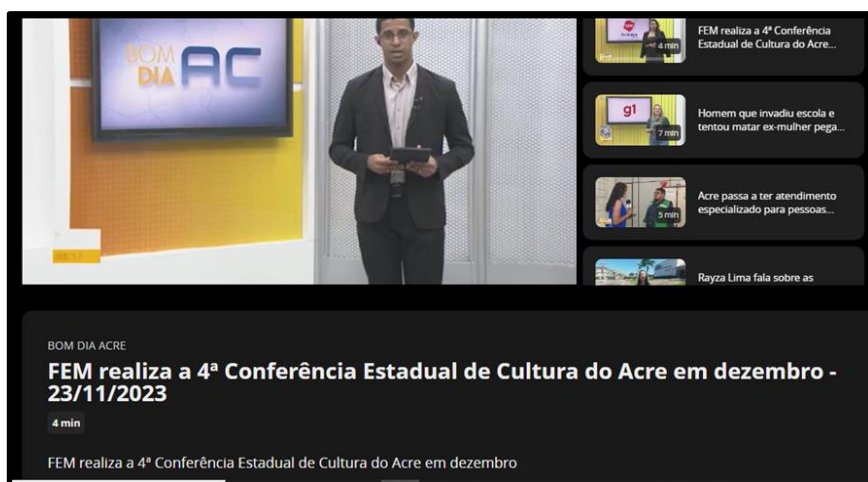 BOM
DIA AC
FEM realiza a 4ª Conferência
Estadual de Cultura do Acre...
4 min
g1
Homem que invadiu escola e
tentou matar ex-mulher pega...
7 min
Acre passa a ter atendimento
especializado para pessoas...
5 min
Rayza Lima fala sobre as
BOM DIA ACRE
FEM realiza a 4ª Conferência Estadual de Cultura do Acre em dezembro -
23/11/2023
4 min
FEM realiza a 4ª Conferência Estadual de Cultura do Acre em dezembro